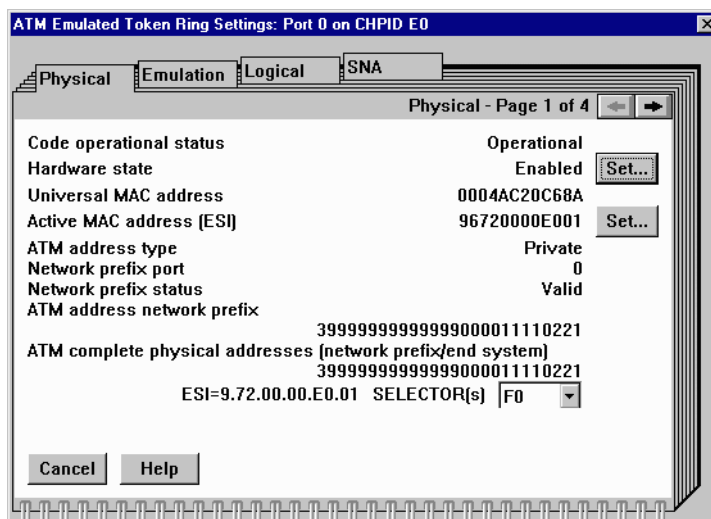 ATM Emulated Token Ring Settings: Port 0 on CHPID E0
Physical Emulation Logical SNA
Physical - Page 1 of 4
Code operational status Operational
Hardware state Enabled Set...
Universal MAC address 0004AC20C68A
Active MAC address (ESI) 96720000E001 Set...
ATM address type Private
Network prefix port 0
Network prefix status Valid
ATM address network prefix
39999999999999000011110221
ATM complete physical addresses (network prefix/end system)
39999999999999000011110221
ESI=9.72.00.00.E0.01 SELECTOR(s) F0
Cancel Help